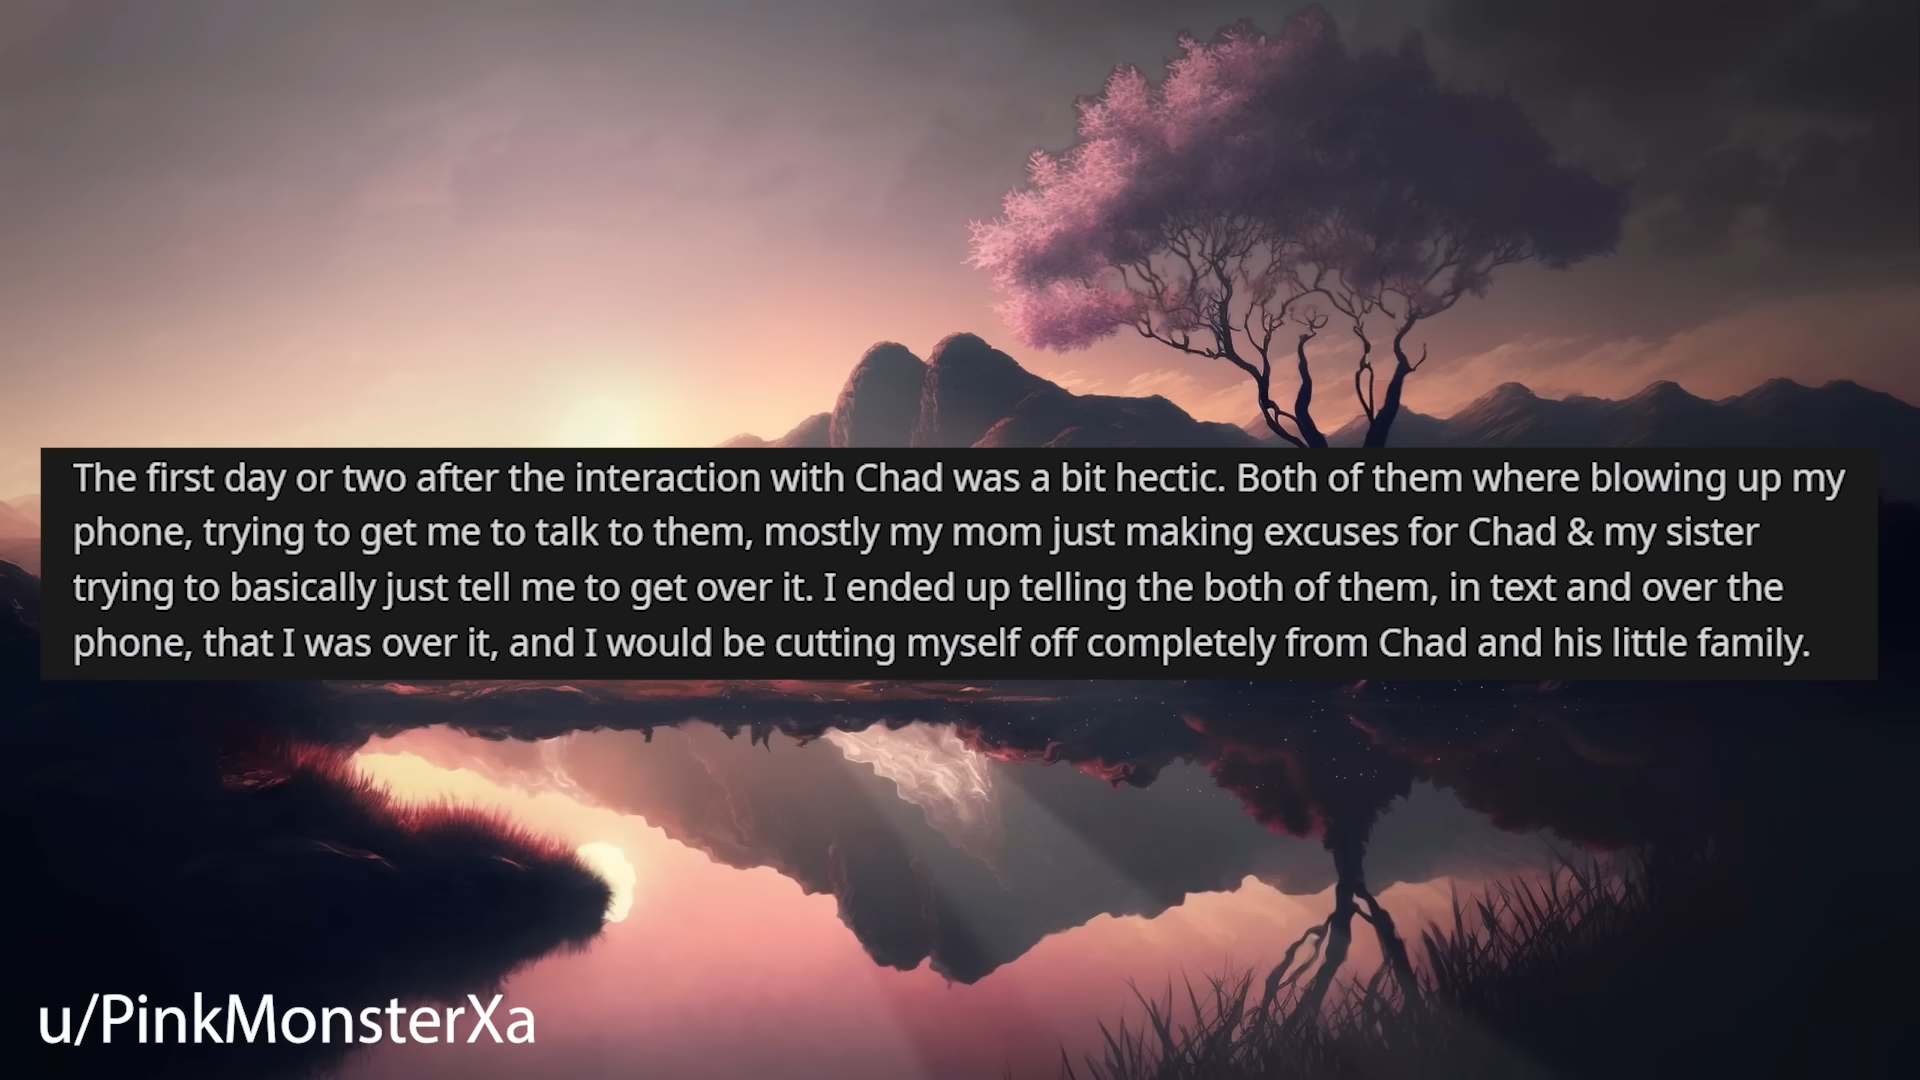 The first day or two after the interaction with Chad was a bit hectic. Both of them where blowing up my
phone, trying to get me to talk to them, mostly my mom just making excuses for Chad & my sister
trying to basically just tell me to get over it. I ended up telling the both of them, in text and over the
phone, that I was over it, and I would be cutting myself off completely from Chad and his little family.
u/PinkMonsterXa